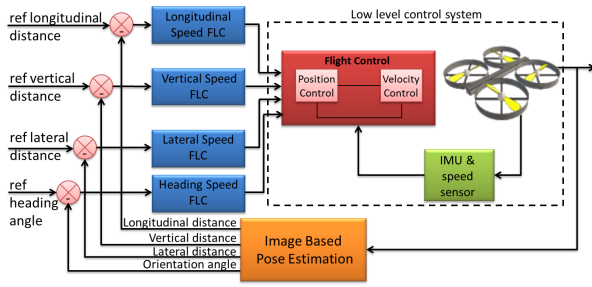 ref longitudinal
distance
Longitudinal
Speed FLC
Low level control system
ref vertical
distance
Vertical Speed
FLC
Flight Control
Position
Control
Velocity
Control
ref lateral
distance
Lateral Speed
FLC
IMU &
speed
sensor
ref
heading
angle
Heading Speed
FLC
Longitudinal distance
Vertical distance
Lateral distance
Orientation angle
Image Based
Pose Estimation